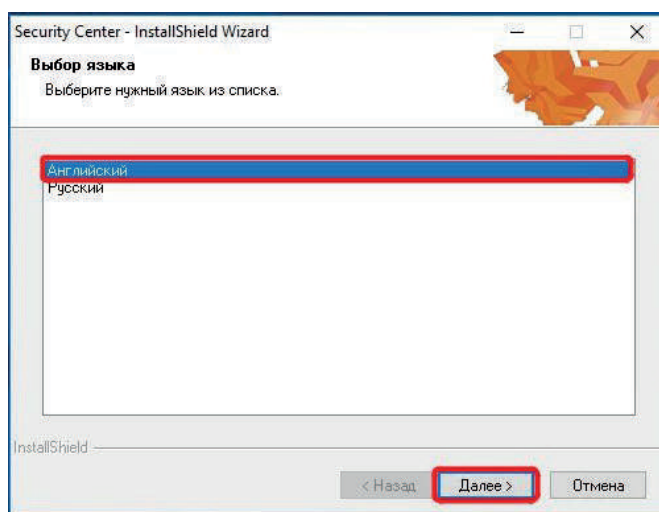 Security Center - InstallShield Wizard
Выбор языка
Выберите нужный язык из списка.
Английский
Русский
InstallShield
< Назад Далее > Отмена